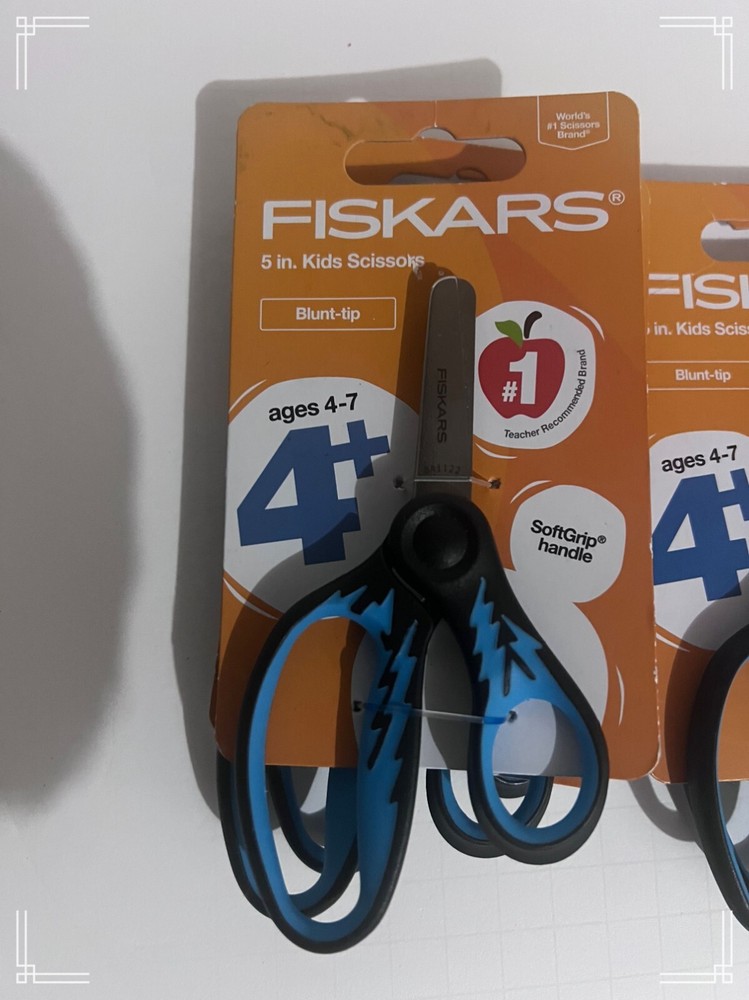 World's
#1 Scissors
Brand®
FISKARS®
5 in. Kids Scissors
Blunt-tip
#1
Teacher Recommended Brand
ages 4-7
4+
FISKARS
SoftGrip®
handle
FIS
in. Kids Sciss
Blunt-tip
ages 4-7
4+